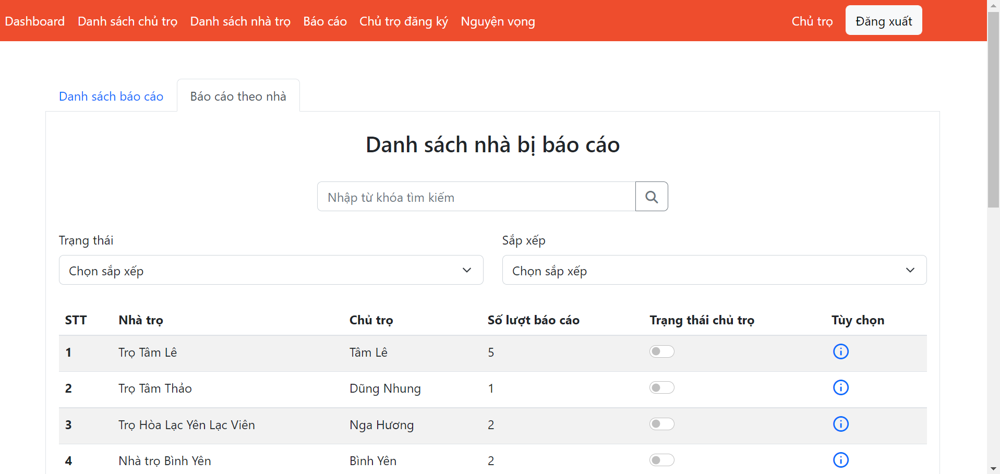 Dashboard Danh sách chủ trọ Danh sách nhà trọ Báo cáo Chủ trọ đăng ký Nguyện vọng Chủ trọ Đăng xuất
Danh sách báo cáo Báo cáo theo nhà
Danh sách nhà bị báo cáo
Nhập từ khóa tìm kiếm
Trạng thái Sắp xếp
Chọn sắp xếp Chọn sắp xếp
STT Nhà trọ Chủ trọ Số lượt báo cáo Trạng thái chủ trọ Tùy chọn
1 Trọ Tâm Lê Tâm Lê 5
2 Trọ Tâm Thảo Dũng Nhung 1
3 Trọ Hòa Lạc Yên Lạc Viên Nga Hương 2
4 Nhà trọ Bình Yên Bình Yên 2